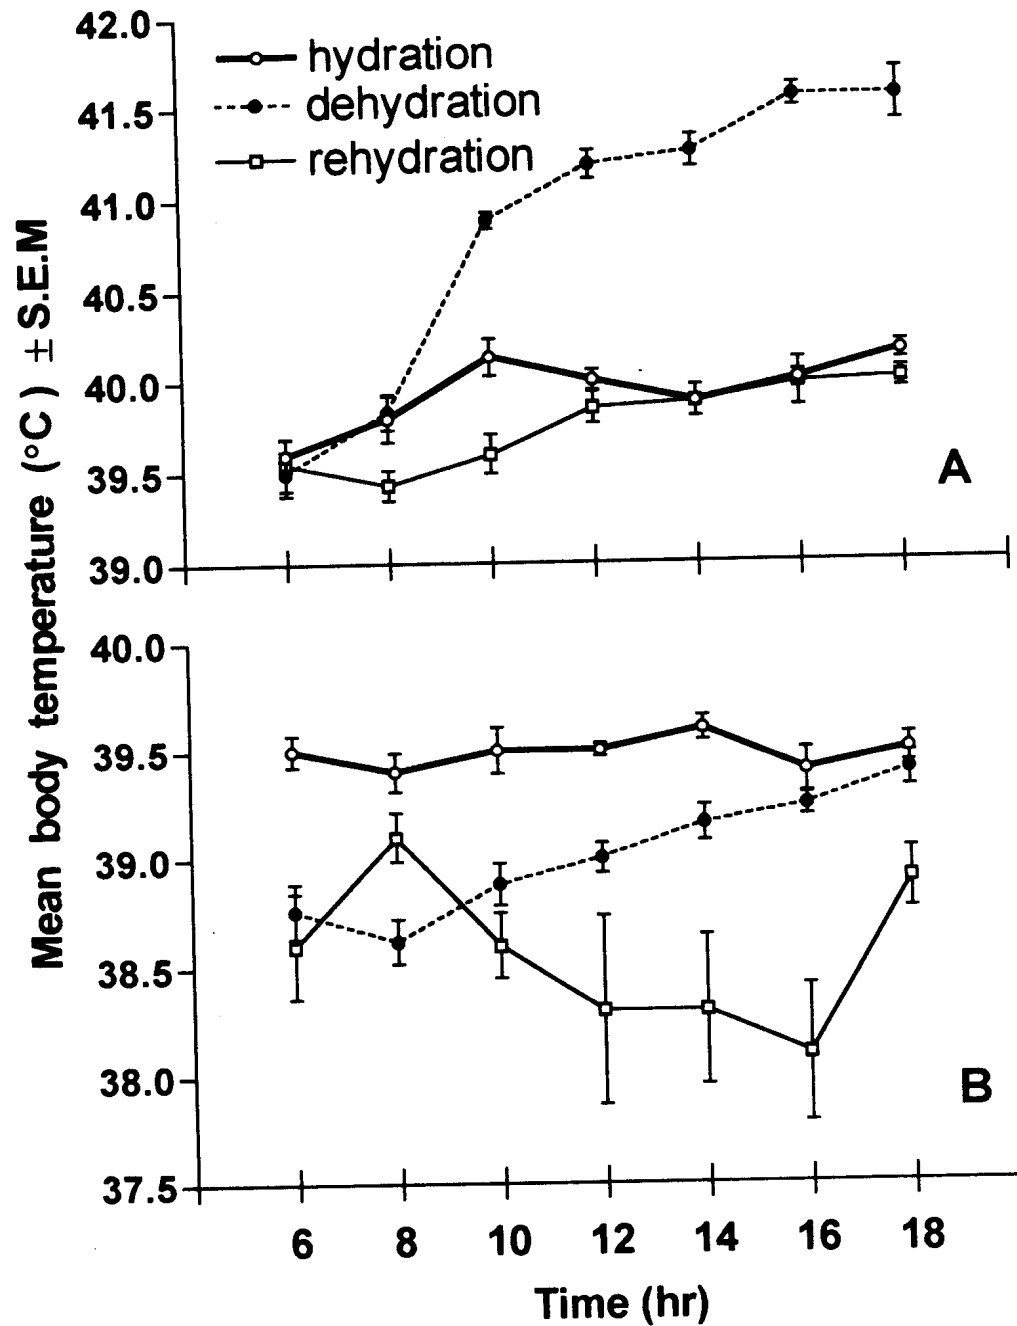 42.0
41.5
41.0
40.5
40.0
39.5
39.0
hydration
dehydration
rehydration
A
Mean body temperature (°C) ± S.E.M
40.0
39.5
39.0
38.5
38.0
37.5
B
6 8 10 12 14 16 18
Time (hr)